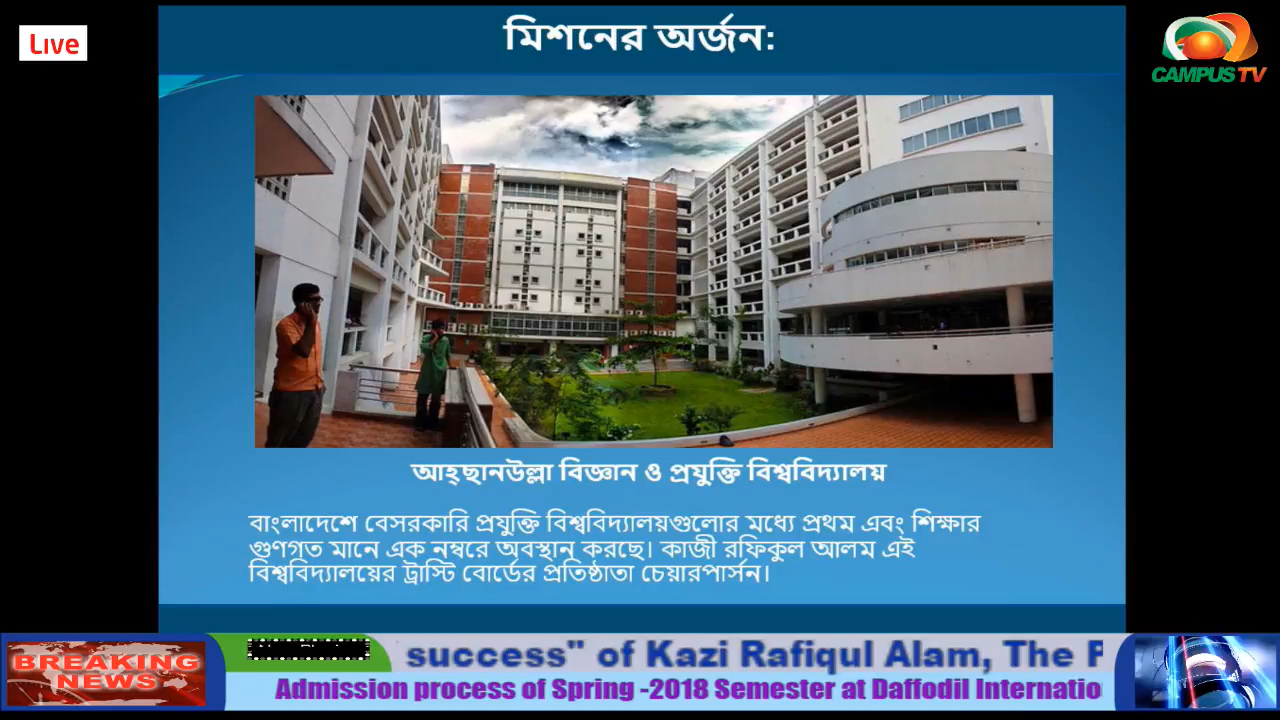 Live
মিশনের অর্জন:
CAMPUS TV
আহ্ছানউল্লা বিজ্ঞান ও প্রযুক্তি বিশ্ববিদ্যালয়
বাংলাদেশে বেসরকারি প্রযুক্তি বিশ্ববিদ্যালয়গুলোর মধ্যে প্রথম এবং শিক্ষার
গুণগত মানে এক নম্বরে অবস্থান করছে। কাজী রফিকুল আলম এই
বিশ্ববিদ্যালয়ের ট্রাস্টি বোর্ডের প্রতিষ্ঠাতা চেয়ারপার্সন।
BREAKING
NEWS
success" of Kazi Rafiqul Alam, The
Admission process of Spring -2018 Semester at Daffodil Internatio